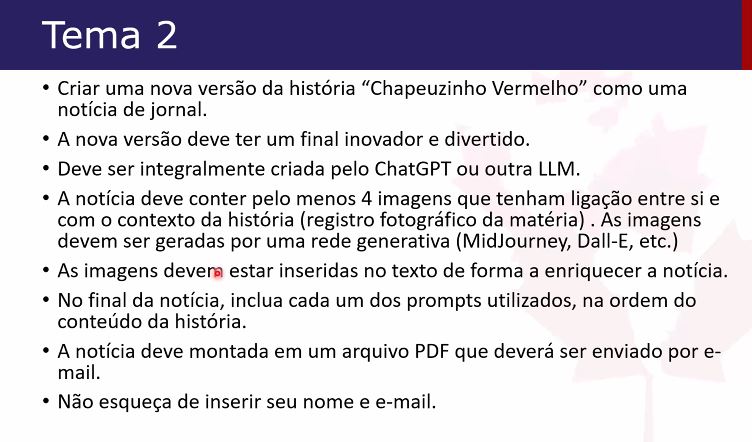 Tema 2
• Criar uma nova versão da história “Chapeuzinho Vermelho” como uma
notícia de jornal.
• A nova versão deve ter um final inovador e divertido.
• Deve ser integralmente criada pelo ChatGPT ou outra LLM.
• A notícia deve conter pelo menos 4 imagens que tenham ligação entre si e
com o contexto da história (registro fotográfico da matéria) . As imagens
devem ser geradas por uma rede generativa (MidJourney, Dall-E, etc.)
• As imagens devem estar inseridas no texto de forma a enriquecer a notícia.
• No final da notícia, inclua cada um dos prompts utilizados, na ordem do
conteúdo da história.
• A notícia deve montada em um arquivo PDF que deverá ser enviado por e-
mail.
• Não esqueça de inserir seu nome e e-mail.